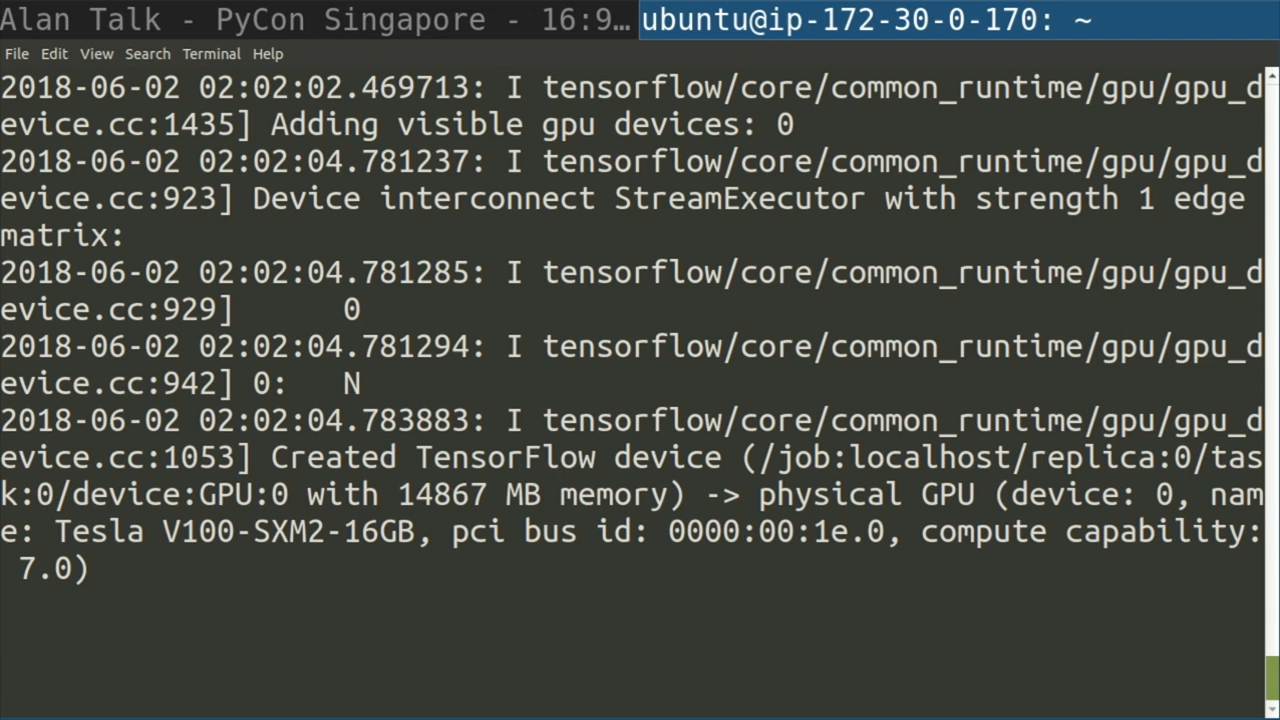 Alan Talk - PyCon Singapore - 16:9… ubuntu@ip-172-30-0-170: ~
File Edit View Search Terminal Help
2018-06-02 02:02:02.469713: I tensorflow/core/common_runtime/gpu/gpu_d
evice.cc:1435] Adding visible gpu devices: 0
2018-06-02 02:02:04.781237: I tensorflow/core/common_runtime/gpu/gpu_d
evice.cc:923] Device interconnect StreamExecutor with strength 1 edge
matrix:
2018-06-02 02:02:04.781285: I tensorflow/core/common_runtime/gpu/gpu_d
evice.cc:929]      0
2018-06-02 02:02:04.781294: I tensorflow/core/common_runtime/gpu/gpu_d
evice.cc:942] 0:   N
2018-06-02 02:02:04.783883: I tensorflow/core/common_runtime/gpu/gpu_d
evice.cc:1053] Created TensorFlow device (/job:localhost/replica:0/tas
k:0/device:GPU:0 with 14867 MB memory) -> physical GPU (device: 0, nam
e: Tesla V100-SXM2-16GB, pci bus id: 0000:00:1e.0, compute capability:
 7.0)